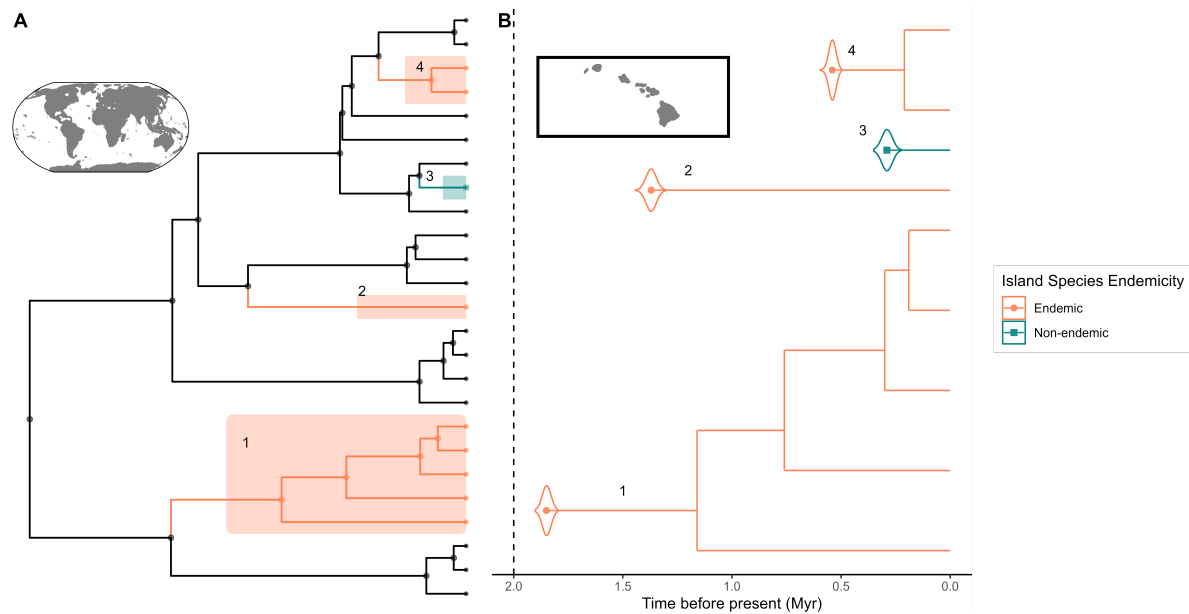 A
B
4
3
2
1
4
3
2
1
Island Species Endemicity
Endemic
Non-endemic
2.0
1.5
1.0
0.5
0.0
Time before present (Myr)